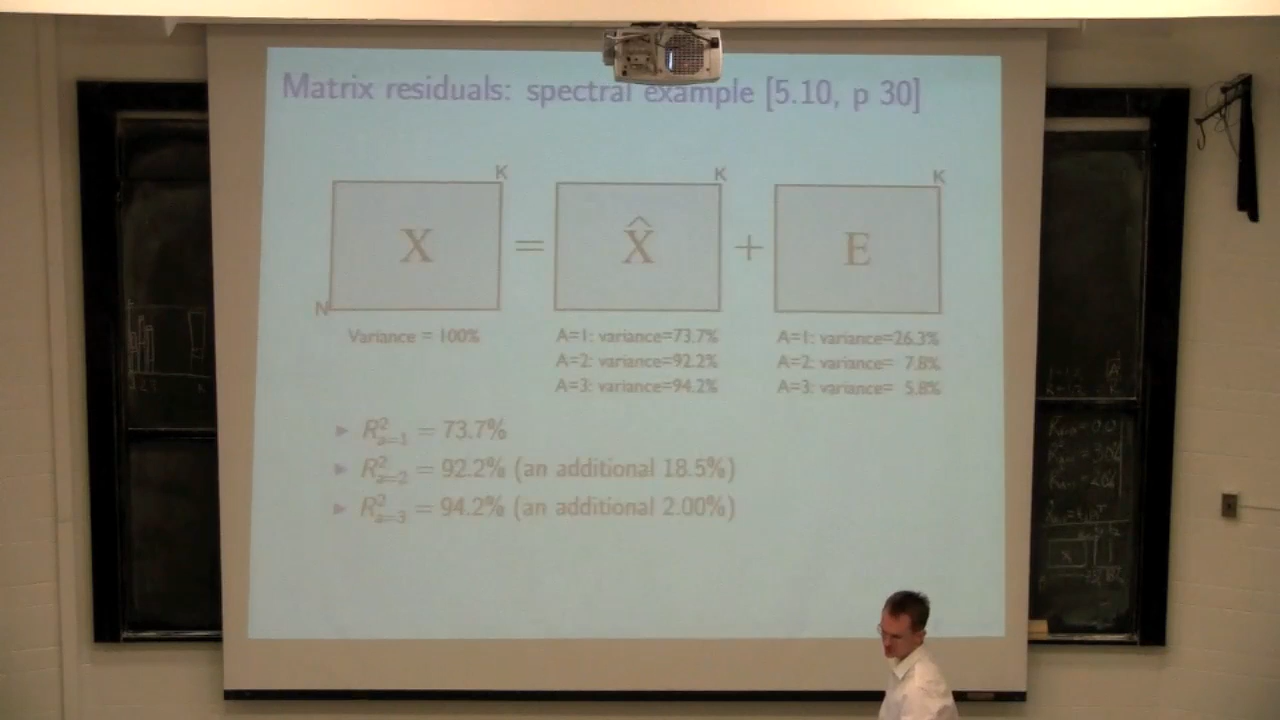 Matrix residuals: spectral example [5.10, p 30]
K K K
X = X̂ + E
N
Variance = 100%
A=1: variance=73.7%
A=2: variance=92.2%
A=3: variance=94.2%
A=1: variance=26.3%
A=2: variance= 7.8%
A=3: variance= 5.8%
► R²ₐ₌₁ = 73.7%
► R²ₐ₌₂ = 92.2% (an additional 18.5%)
► R²ₐ₌₃ = 94.2% (an additional 2.00%)